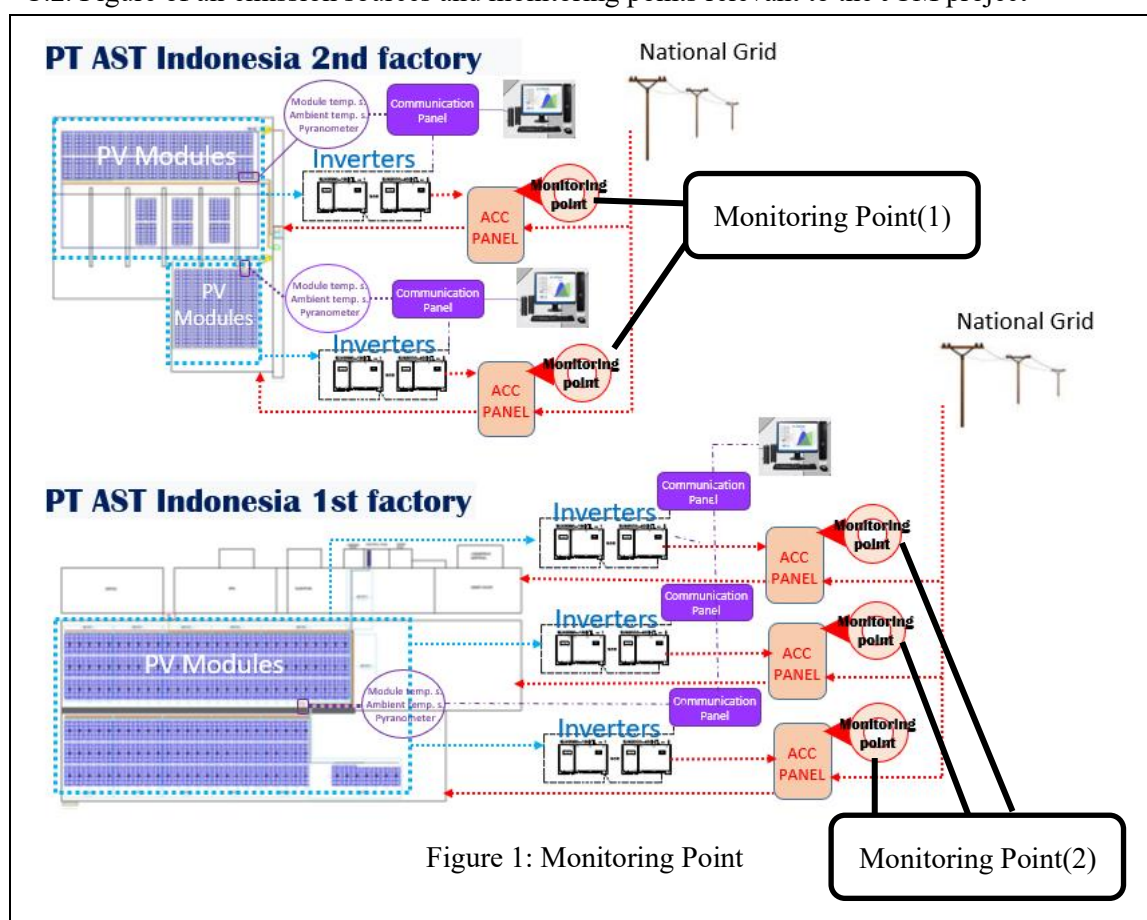 PT AST Indonesia 2nd factory
National Grid
Module temp. s.
Ambient temp. s.
Pyranometer
Communication
Panel
PV Modules
Inverters
Monitoring
point
ACC
PANEL
Monitoring Point(1)
Module temp. s.
Ambient temp. s.
Pyranometer
Communication
Panel
PV
Modules
Inverters
Monitoring
point
ACC
PANEL
National Grid
PT AST Indonesia 1st factory
Communication
Panel
Inverters
Monitoring
point
ACC
PANEL
Communication
Panel
Inverters
Monitoring
point
ACC
PANEL
PV Modules
Module temp. s.
Ambient temp. s.
Pyranometer
Communication
Panel
Inverters
Monitoring
point
ACC
PANEL
Figure 1: Monitoring Point
Monitoring Point(2)